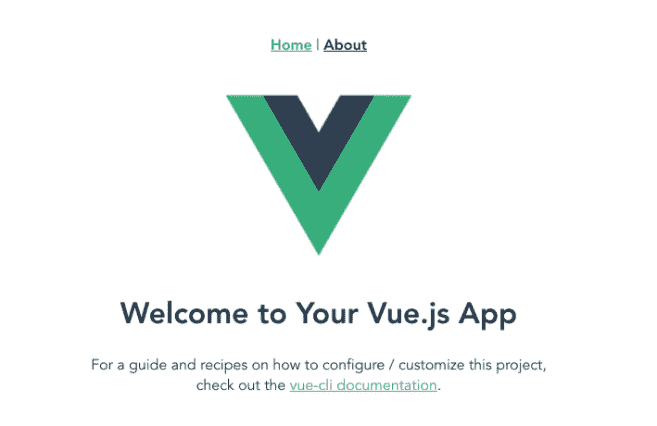 Home | About
Welcome to Your Vue.js App
For a guide and recipes on how to configure / customize this project,
check out the vue-cli documentation.